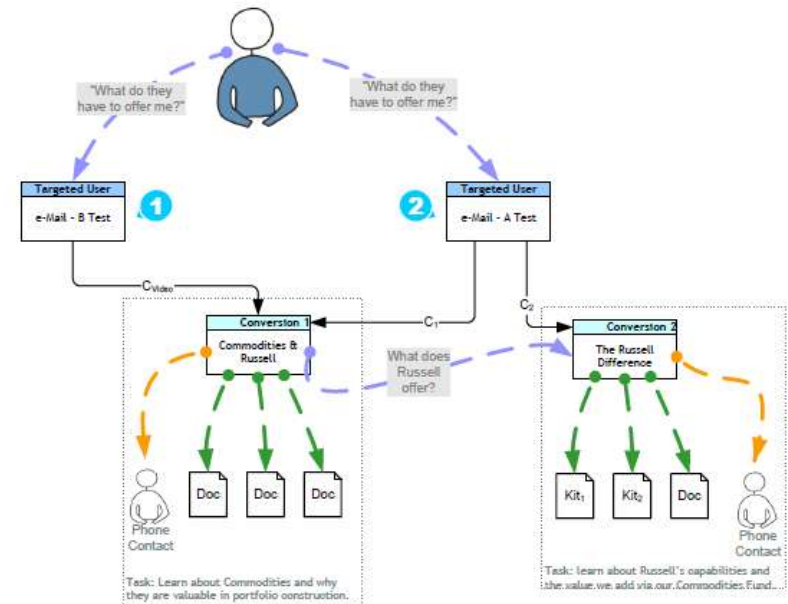 "What do they
have to offer me?"
"What do they
have to offer me?"
Targeted User
e-Mail - B Test
1
2
Targeted User
e-Mail - A Test
CVideo
C1
C2
Conversion 1
Commodities &
Russell
What does
Russell
offer?
Conversion 2
The Russell
Difference
Doc
Doc
Doc
Phone
Contact
Kit1
Kit2
Doc
Phone
Contact
Task: Learn about Commodities and why
they are valuable in portfolio construction.
Task: learn about Russell's capabilities and
the value we add via our Commodities Fund.